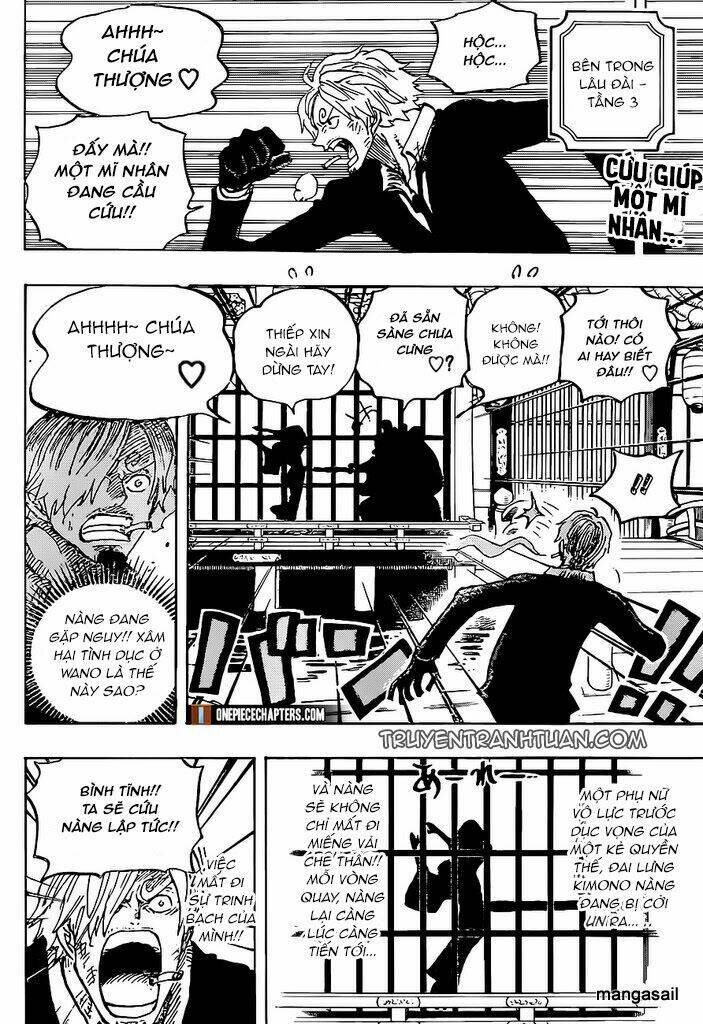 AHHH~
CHÚA
THƯỢNG ♡
HỘC...
HỘC...
BÊN TRONG
LÂU ĐÀI -
TẦNG 3
ĐẤY MÀ!!
MỘT MĨ NHÂN
ĐANG CẦU
CỨU!!
CỨU GIÚP
MỘT MĨ
NHÂN...
AHHHH~ CHÚA
THƯỢNG~
♡
THIẾP XIN
NGÀI HÃY
DỪNG TAY!
ĐÃ SẴN
SÀNG CHƯA
CƯNG
♡?
KHÔNG!
KHÔNG
ĐƯỢC MÀ!!
TỚI THÔI
NÀO! CÓ
AI HAY BIẾT
ĐÂU!! ♡
!!
NÀNG ĐANG
GẶP NGUY!! XÂM
HẠI TÌNH DỤC Ở
WANO LÀ THẾ
NÀY SAO?
ONEPIECECHAPTERS.COM
TRUYENTRANHTUAN.COM
BÌNH TĨNH!!
TA SẼ CỨU
NÀNG LẬP TỨC!!
VIỆC
MẤT ĐI
SỰ TRINH
BẠCH CỦA
MÌNH!!
あ~れ~
VÀ NÀNG
SẼ KHÔNG
CHỈ MẤT ĐI
MIẾNG VẢI
CHE THÂN!!
MỖI VÒNG
QUAY, NÀNG
LẠI CÀNG
LÚC CÀNG
TIẾN TỚI...
MỘT PHỤ NỮ
VÔ LỰC TRƯỚC
DỤC VỌNG CỦA
MỘT KẺ QUYỀN
THẾ, ĐAI LƯNG
KIMONO NÀNG
ĐANG BỊ CỞI
RA...
mangasail